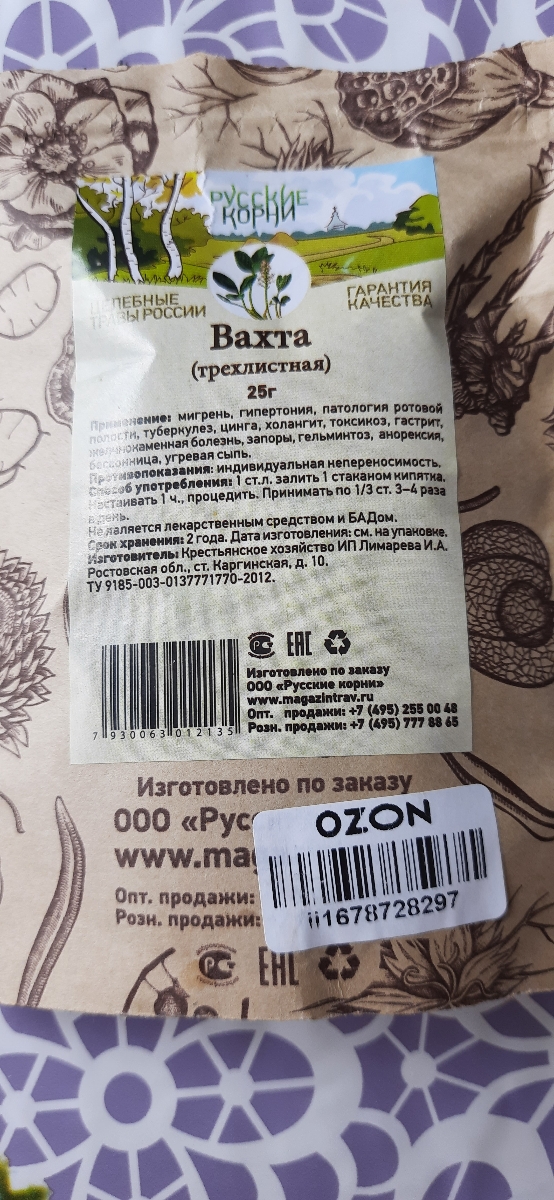 РУССКИЕ
КОРНИ
ЦЕЛЕБНЫЕ
ТРАВЫ РОССИИ
ГАРАНТИЯ
КАЧЕСТВА
Вахта
(трехлистная)
25г
Применение: мигрень, гипертония, патология ротовой
полости, туберкулез, цинга, холангит, токсикоз, гастрит,
желчнокаменная болезнь, запоры, гельминтоз, анорексия,
бессонница, угревая сыпь.
Противопоказания: индивидуальная непереносимость.
Способ употребления: 1 ст.л. залить 1 стаканом кипятка.
Настаивать 1 ч., процедить. Принимать по 1/3 ст. 3–4 раза
в день.
Не является лекарственным средством и БАДом.
Срок хранения: 2 года. Дата изготовления: см. на упаковке.
Изготовитель: Крестьянское хозяйство ИП Лимарева И.А.
Ростовская обл., ст. Каргинская, д. 10.
ТУ 9185-003-0137771770-2012.
РС ЕАС
Изготовлено по заказу
ООО «Русские корни»
www.magazintrav.ru
Опт. продажи: +7 (495) 255 00 48
Розн. продажи: +7 (495) 777 88 65
7 930063 012135
Изготовлено по заказу
ООО «Рус
www.ma
OZON
ii1678728297
Опт. продажи:
Розн. продажи:
РС ЕАС